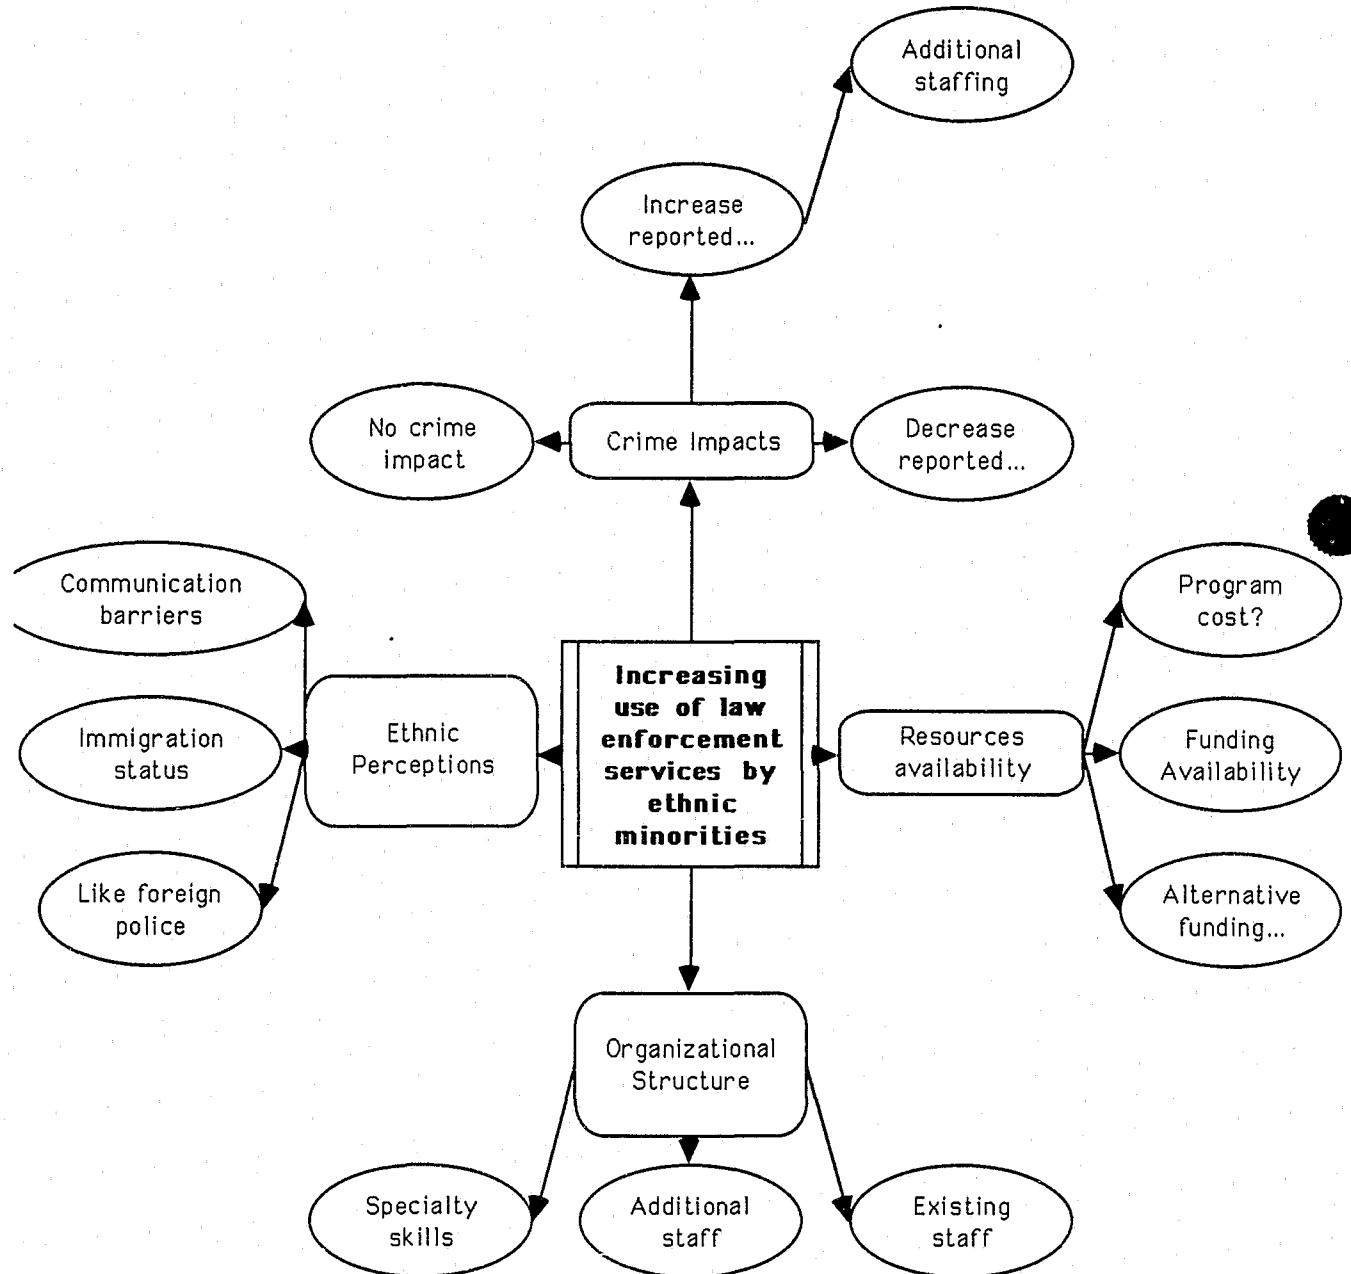 Additional
staffing
Increase
reported...
No crime
impact
Crime Impacts
Decrease
reported...
Communication
barriers
Immigration
status
Like foreign
police
Ethnic
Perceptions
Increasing
use of law
enforcement
services by
ethnic
minorities
Resources
availability
Program
cost?
Funding
Availability
Alternative
funding...
Organizational
Structure
Specialty
skills
Additional
staff
Existing
staff